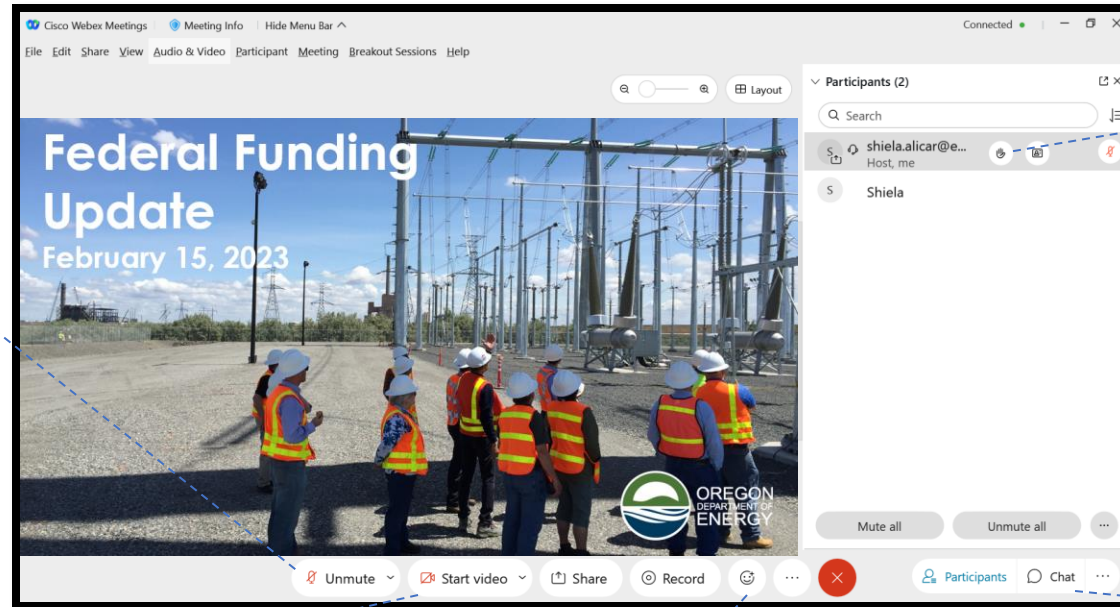 Cisco Webex Meetings
Meeting Info
Hide Menu Bar
Connected
File Edit Share View Audio & Video Participant Meeting Breakout Sessions Help
Layout
Participants (2)
Search
S
shiela.alicar@e...
Host, me
S
Shiela
Federal Funding
Update
February 15, 2023
OREGON
DEPARTMENT OF
ENERGY
Mute all
Unmute all
Unmute
Start video
Share
Record
Participants
Chat